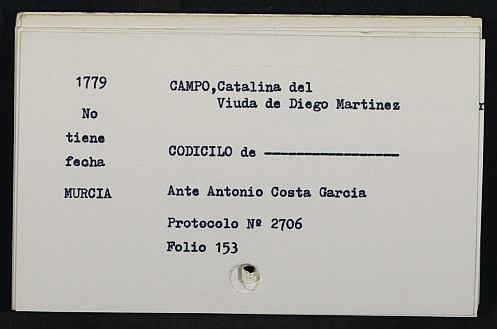 1779
No
tiene
fecha
MURCIA
CAMPO,Catalina del
Viuda de Diego Martinez
CODICILO de -------------------
Ante Antonio Costa Garcia
Protocolo Nº 2706
Folio 153